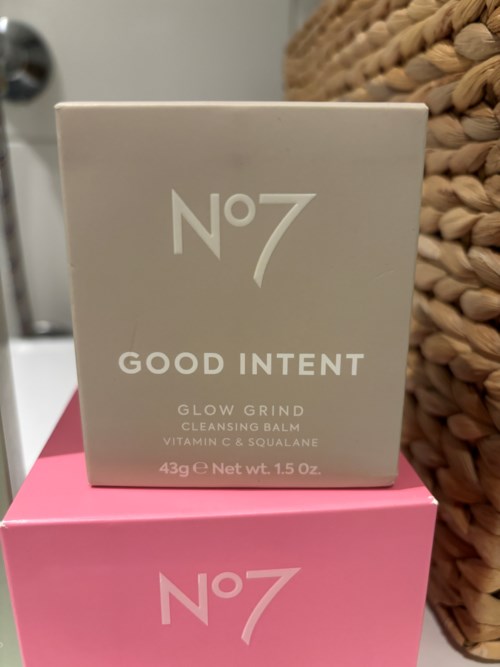 No7
GOOD INTENT
GLOW GRIND
CLEANSING BALM
VITAMIN C & SQUALANE
43g ℮ Net wt. 1.5 Oz.
No7